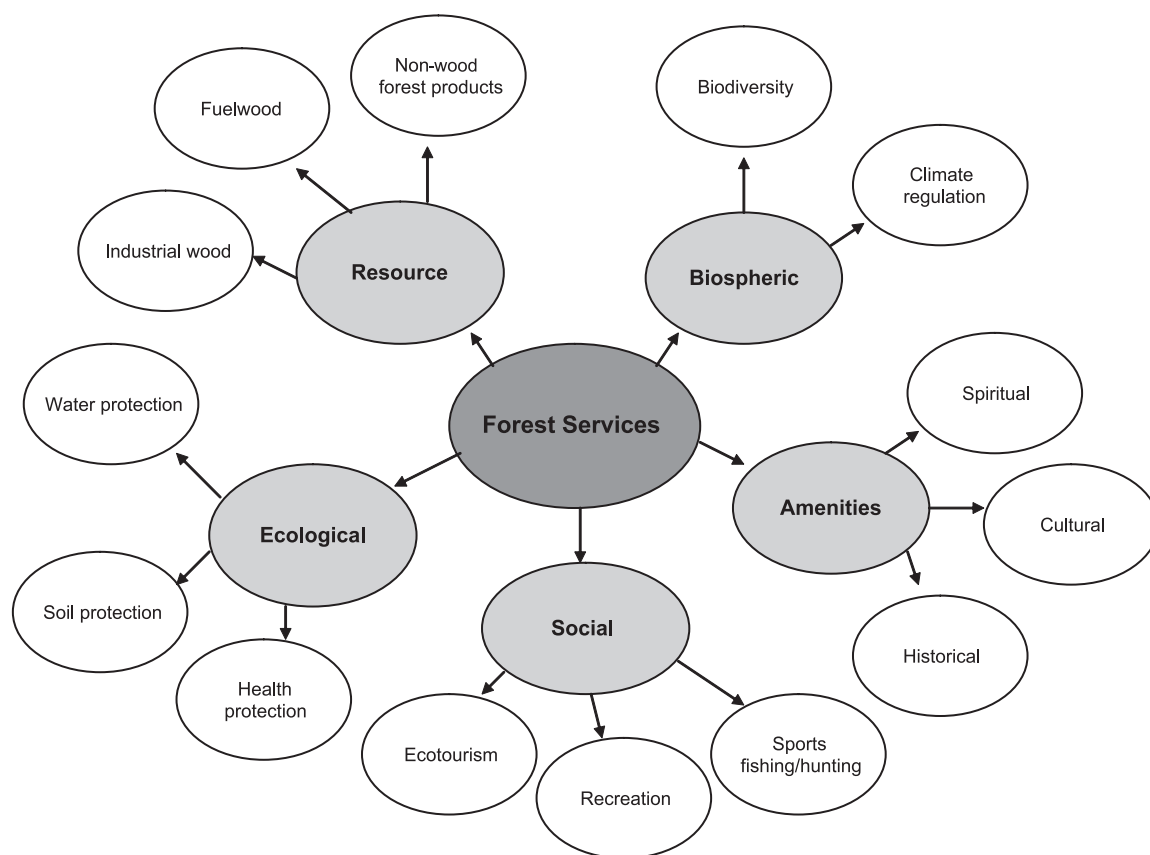 Non-wood
forest products
Fuelwood
Industrial wood
Resource
Biodiversity
Climate
regulation
Biospheric
Forest Services
Spiritual
Cultural
Historical
Amenities
Water protection
Soil protection
Health
protection
Ecological
Social
Ecotourism
Recreation
Sports
fishing/hunting